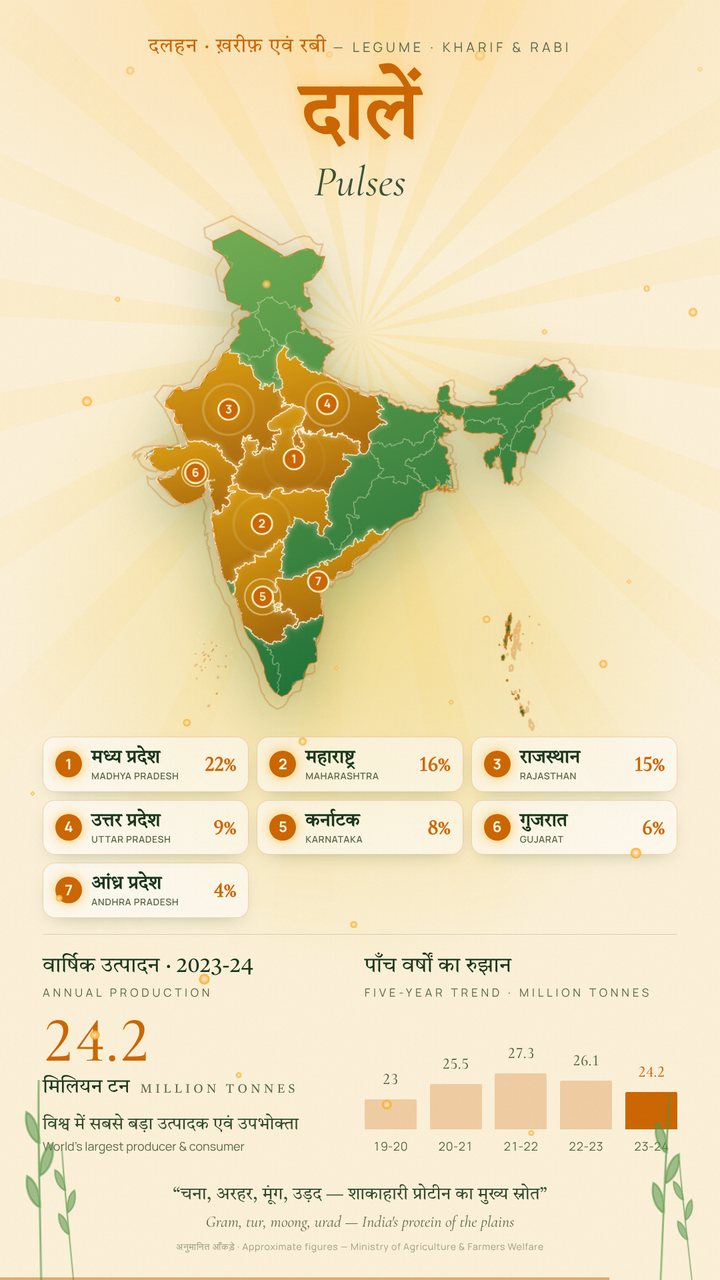 दलहन · ख़रीफ़ एवं रबी — LEGUME · KHARIF & RABI
दालें
Pulses
3
4
1
6
2
7
5
1 मध्य प्रदेश 22%
MADHYA PRADESH
2 महाराष्ट्र 16%
MAHARASHTRA
3 राजस्थान 15%
RAJASTHAN
4 उत्तर प्रदेश 9%
UTTAR PRADESH
5 कर्नाटक 8%
KARNATAKA
6 गुजरात 6%
GUJARAT
7 आंध्र प्रदेश 4%
ANDHRA PRADESH
वार्षिक उत्पादन · 2023-24
ANNUAL PRODUCTION
24.2
मिलियन टन MILLION TONNES
विश्व में सबसे बड़ा उत्पादक एवं उपभोक्ता
World's largest producer & consumer
पाँच वर्षों का रुझान
FIVE-YEAR TREND · MILLION TONNES
23 25.5 27.3 26.1 24.2
19-20 20-21 21-22 22-23 23-24
“चना, अरहर, मूंग, उड़द — शाकाहारी प्रोटीन का मुख्य स्रोत”
Gram, tur, moong, urad — India's protein of the plains
अनुमानित आँकड़े · Approximate figures — Ministry of Agriculture & Farmers Welfare